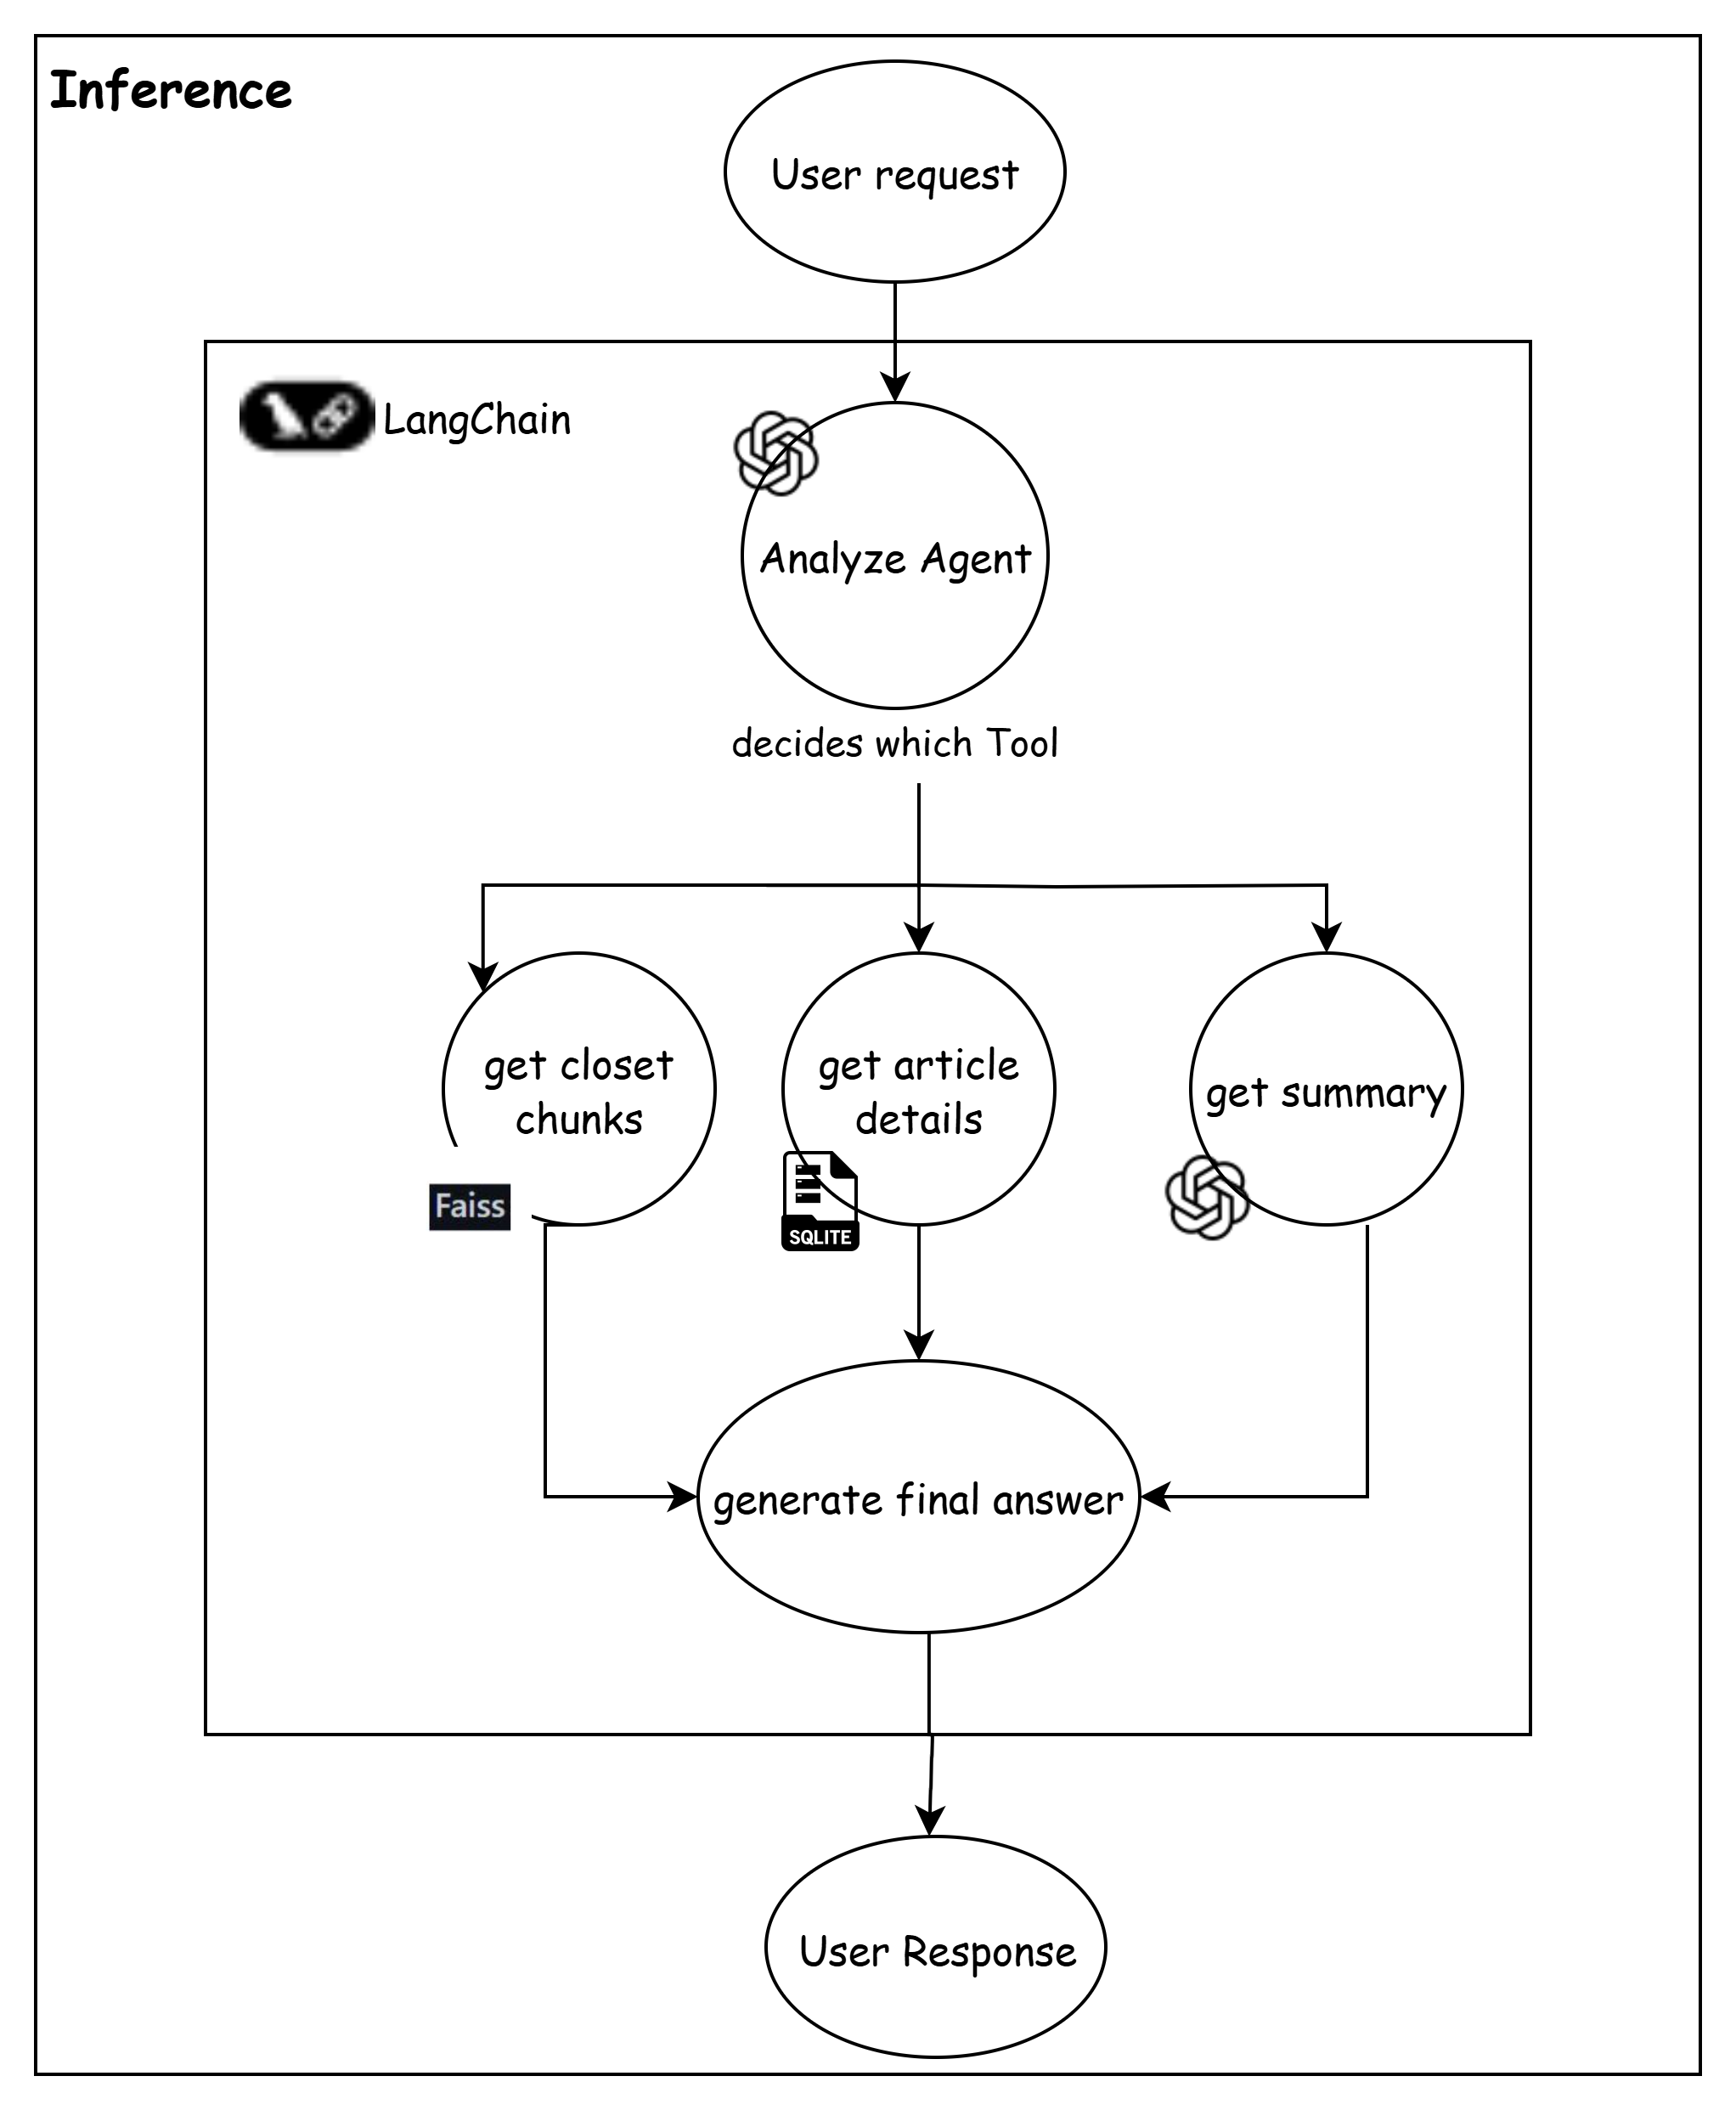 Inference
User request
LangChain
Analyze Agent
decides which Tool
get closet
chunks
get article
details
get summary
Faiss
SQLITE
generate final answer
User Response